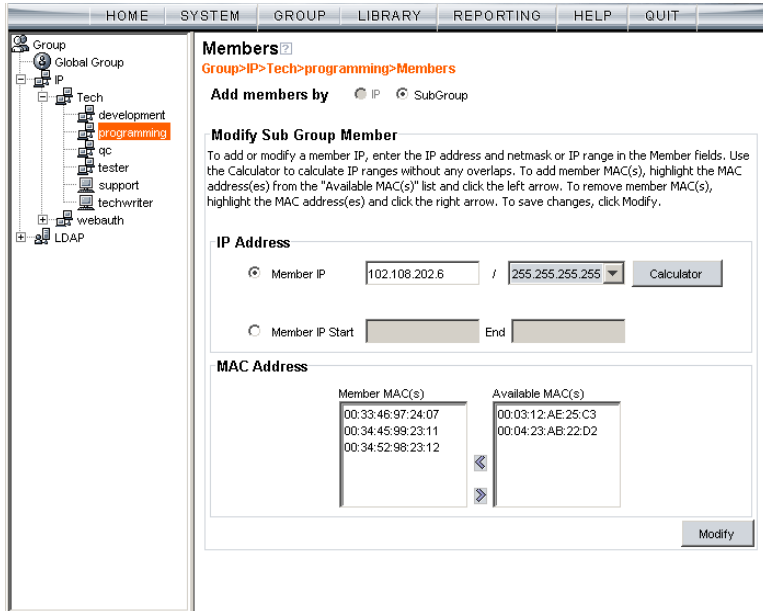 HOME SYSTEM GROUP LIBRARY REPORTING HELP QUIT
Group
Global Group
IP
Tech
development
programming
qc
tester
support
techwriter
webauth
LDAP
Members?
Group>IP>Tech>programming>Members
Add members by IP SubGroup
Modify Sub Group Member
To add or modify a member IP, enter the IP address and netmask or IP range in the Member fields. Use
the Calculator to calculate IP ranges without any overlaps. To add member MAC(s), highlight the MAC
address(es) from the "Available MAC(s)" list and click the left arrow. To remove member MAC(s),
highlight the MAC address(es) and click the right arrow. To save changes, click Modify.
IP Address
Member IP 102.108.202.6 / 255.255.255.255 Calculator
Member IP Start End
MAC Address
Member MAC(s) Available MAC(s)
00:33:46:97:24:07 00:03:12:AE:25:C3
00:34:45:99:23:11 00:04:23:AB:22:D2
00:34:52:98:23:12
Modify